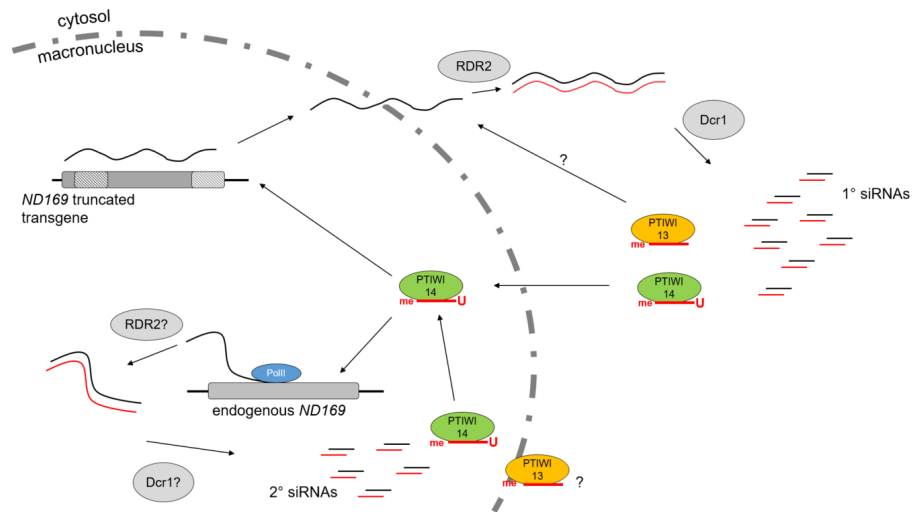 cytosol
macronucleus
RDR2
Dcr1
?
1° siRNAs
ND169 truncated
transgene
PTIWI
13
me
PTIWI
14
me U
PTIWI
14
me U
RDR2?
PolII
endogenous ND169
PTIWI
14
me U
PTIWI
13
me ?
Dcr1?
2° siRNAs